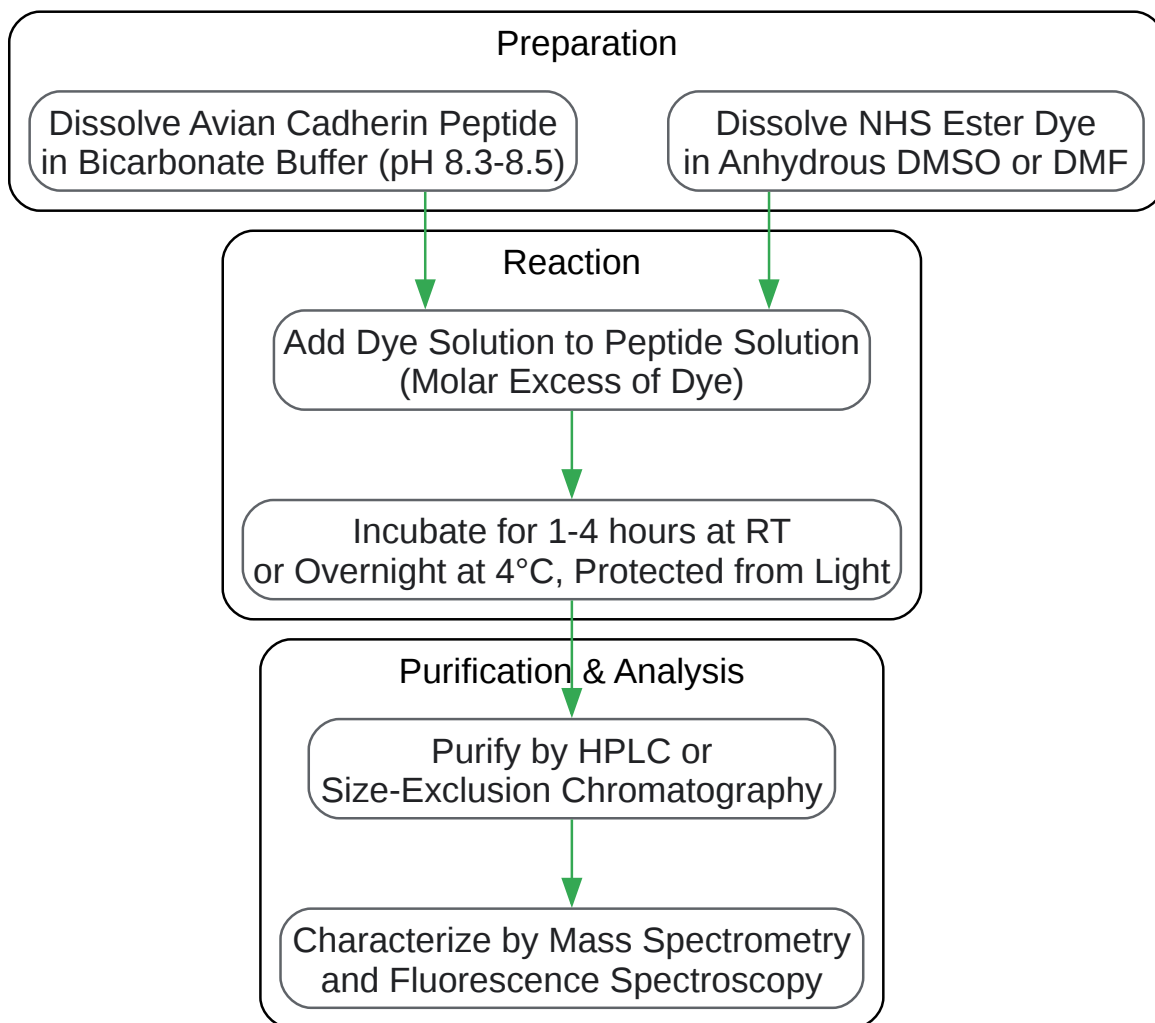 Preparation
Dissolve Avian Cadherin Peptide
in Bicarbonate Buffer (pH 8.3-8.5)
Dissolve NHS Ester Dye
in Anhydrous DMSO or DMF
Reaction
Add Dye Solution to Peptide Solution
(Molar Excess of Dye)
Incubate for 1-4 hours at RT
or Overnight at 4°C, Protected from Light
Purification & Analysis
Purify by HPLC or
Size-Exclusion Chromatography
Characterize by Mass Spectrometry
and Fluorescence Spectroscopy